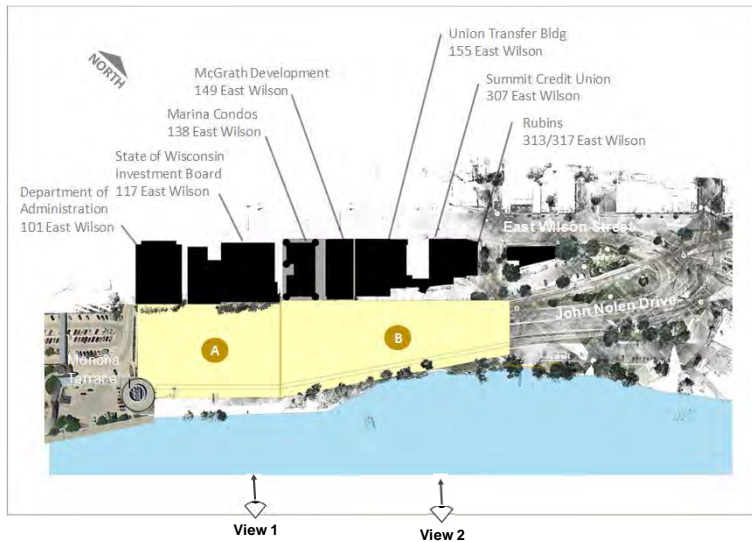 NORTH
Union Transfer Bldg
155 East Wilson
McGrath Development
149 East Wilson
Summit Credit Union
307 East Wilson
Marina Condos
138 East Wilson
Rubins
313/317 East Wilson
State of Wisconsin
Investment Board
117 East Wilson
Department of
Administration
101 East Wilson
East Wilson Street
John Nolen Drive
Monona
Terrace
A
B
View 1
View 2